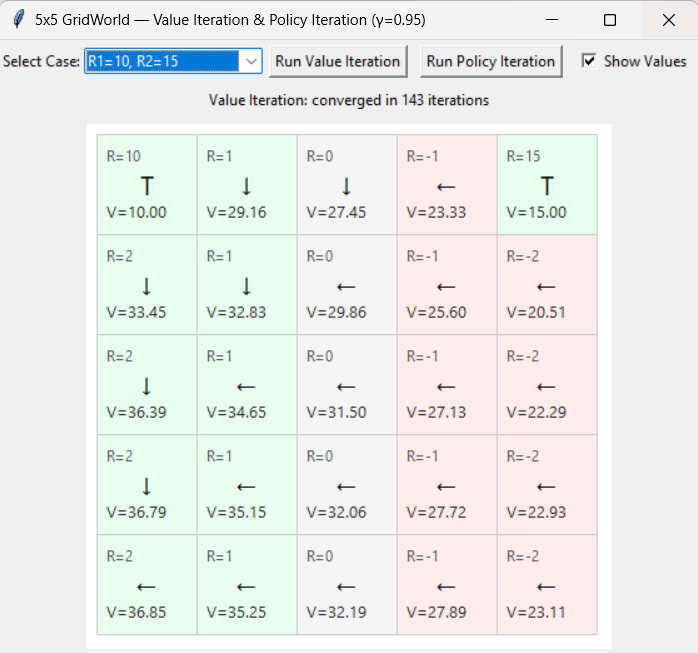 5x5 GridWorld — Value Iteration & Policy Iteration (γ=0.95)
Select Case: R1=10, R2=15 Run Value Iteration Run Policy Iteration Show Values
Value Iteration: converged in 143 iterations
R=10 R=1 R=0 R=-1 R=15
T ↓ ↓ ← T
V=10.00 V=29.16 V=27.45 V=23.33 V=15.00
R=2 R=1 R=0 R=-1 R=-2
↓ ↓ ← ← ←
V=33.45 V=32.83 V=29.86 V=25.60 V=20.51
R=2 R=1 R=0 R=-1 R=-2
↓ ← ← ← ←
V=36.39 V=34.65 V=31.50 V=27.13 V=22.29
R=2 R=1 R=0 R=-1 R=-2
↓ ← ← ← ←
V=36.79 V=35.15 V=32.06 V=27.72 V=22.93
R=2 R=1 R=0 R=-1 R=-2
← ← ← ← ←
V=36.85 V=35.25 V=32.19 V=27.89 V=23.11